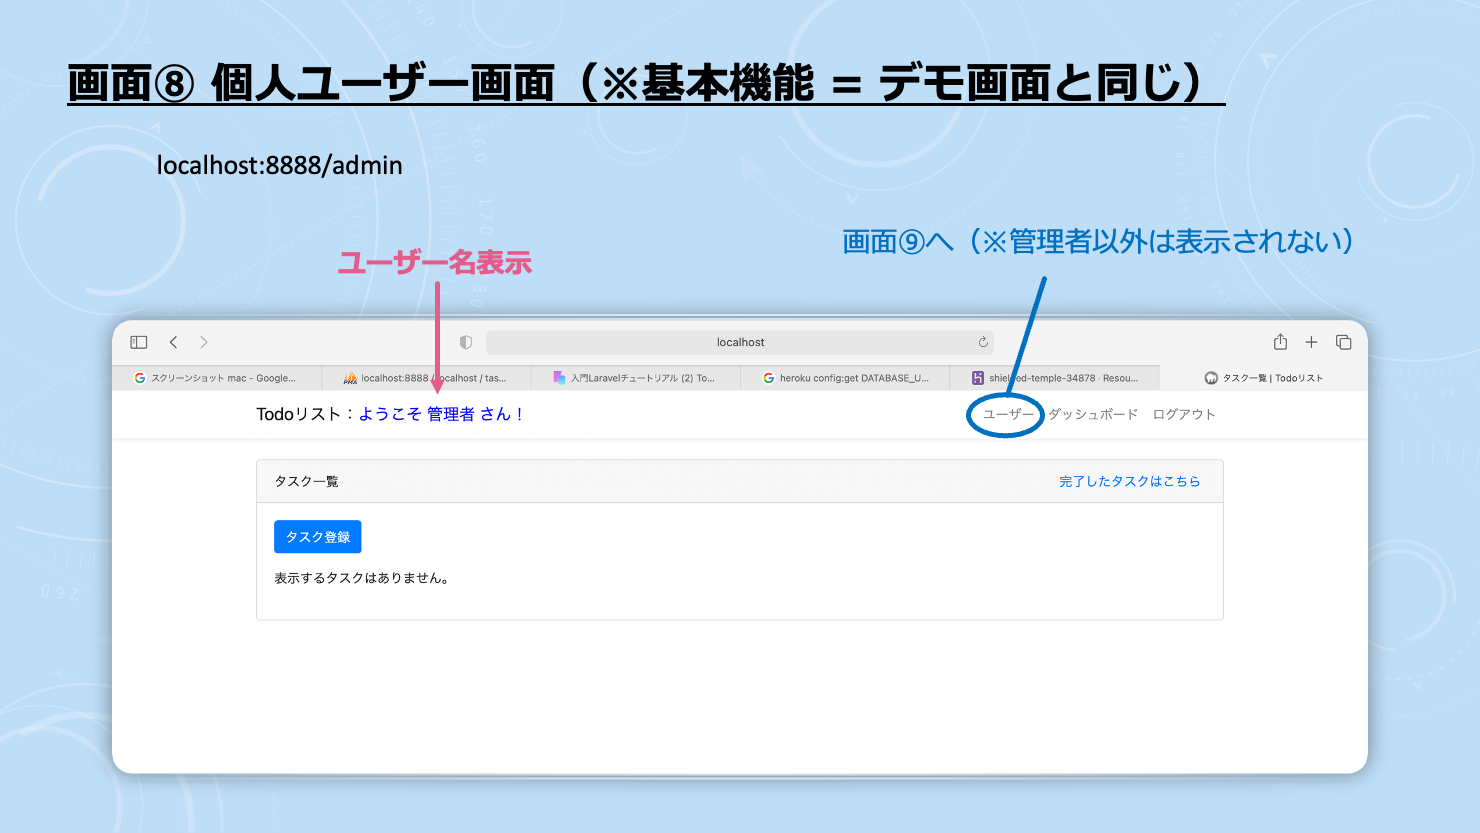 画面⑧ 個人ユーザー画面（※基本機能 = デモ画面と同じ）
localhost:8888/admin
画面⑨へ（※管理者以外は表示されない）
ユーザー名表示
localhost
スクリーンショット mac - Google...
localhost:8888 / localhost / tas...
入門Laravelチュートリアル (2) To...
heroku config:get DATABASE_U...
shielded-temple-34878 · Resou...
タスク一覧 | Todoリスト
Todoリスト：ようこそ 管理者 さん！
ユーザー ダッシュボード ログアウト
タスク一覧 完了したタスクはこちら
タスク登録
表示するタスクはありません。
160
170
180
260